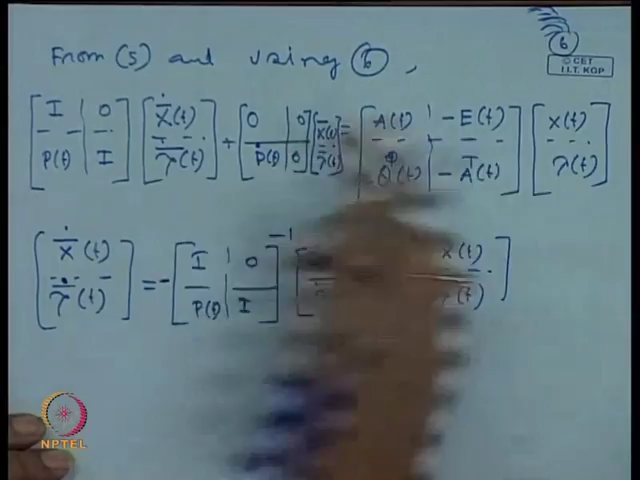 6
© CET
I.I.T. KGP
From (5) and using 6,
[I 0; P(t) I] [ẋ̄(t); λ̄̇(t)] + [0 0; Ṗ(t) 0] [x̄(t); λ̄(t)] = [A(t) -E(t); (t) -Aᵀ(t)] [x(t); λ(t)]
[ẋ̄(t); λ̄̇(t)] = -[I 0; P(t) I]⁻¹ [ x(t); (t)]
NPTEL